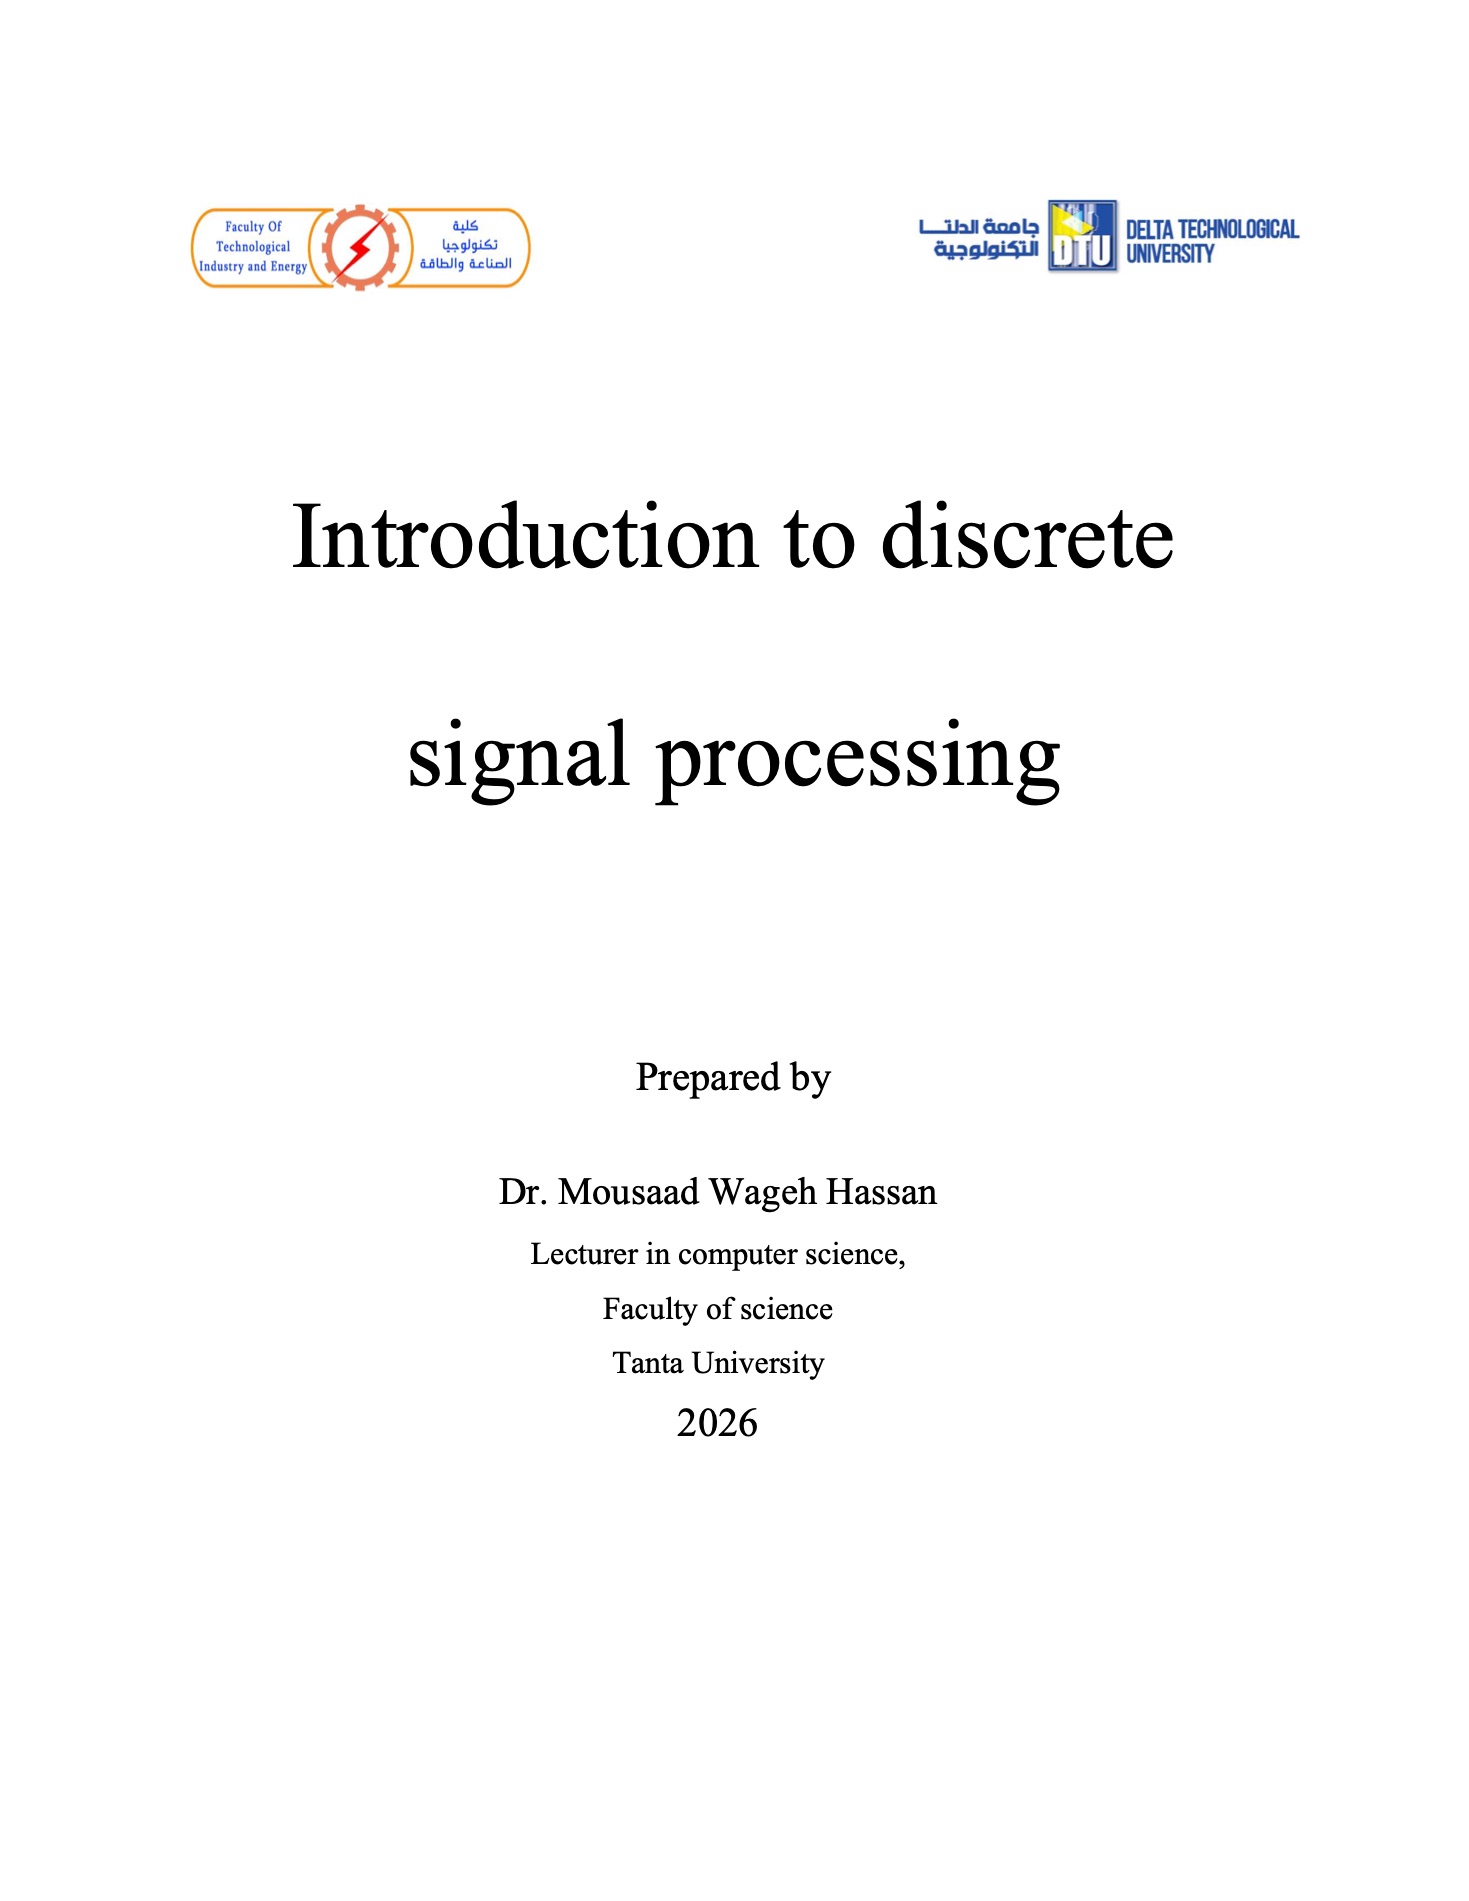 Faculty Of
Technological
Industry and Energy
كلية
تكنولوجيا
الصناعة والطاقة
جامعة الدلتــا
التكنولوجية
DTU
DELTA TECHNOLOGICAL
UNIVERSITY
Introduction to discrete
signal processing
Prepared by
Dr. Mousaad Wageh Hassan
Lecturer in computer science,
Faculty of science
Tanta University
2026